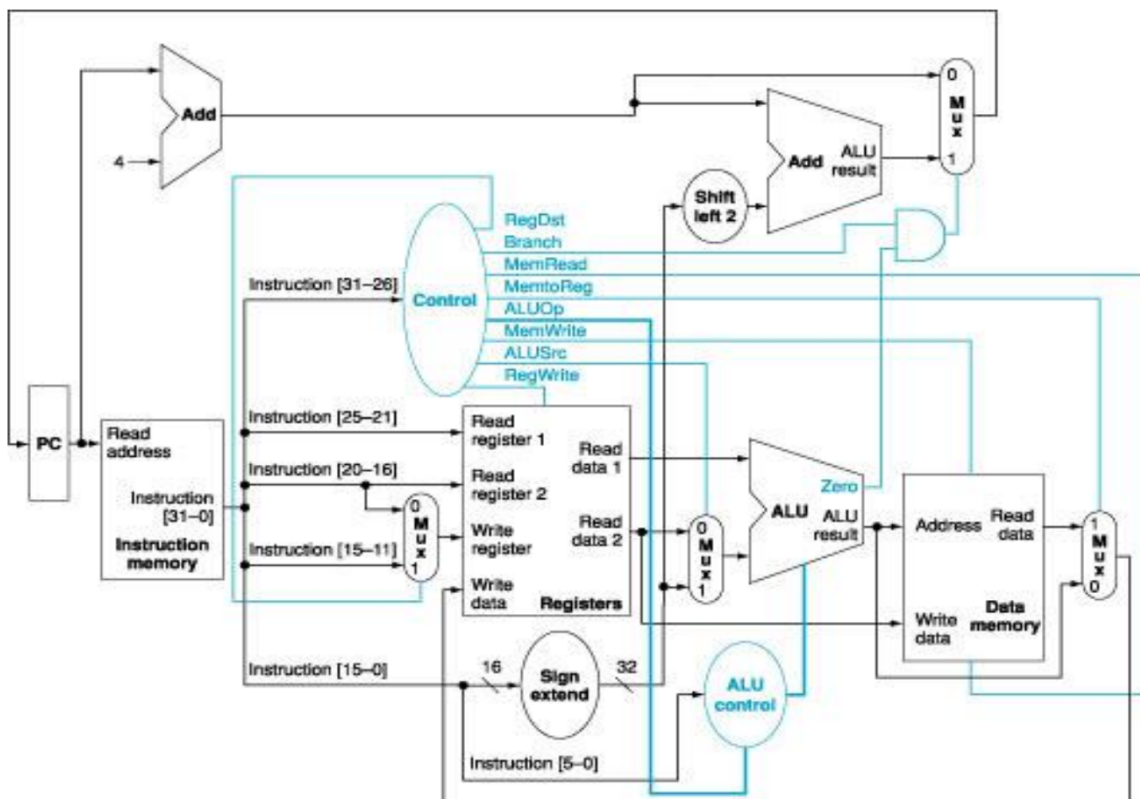 0
M
u
x
1
Add
Add
ALU
result
4
Shift
left 2
RegDst
Branch
MemRead
MemtoReg
ALUOp
MemWrite
ALUSrc
RegWrite
Control
Instruction [31–26]
Instruction [25–21]
Instruction [20–16]
Instruction [15–11]
Instruction [15–0]
PC
Read
address
Instruction
[31–0]
Instruction
memory
0
M
u
x
1
Read
register 1
Read
register 2
Write
register
Write
data
Read
data 1
Read
data 2
Registers
0
M
u
x
1
Zero
ALU
ALU
result
Address
Read
data
Write
data
Data
memory
1
M
u
x
0
16
Sign
extend
32
ALU
control
Instruction [5–0]